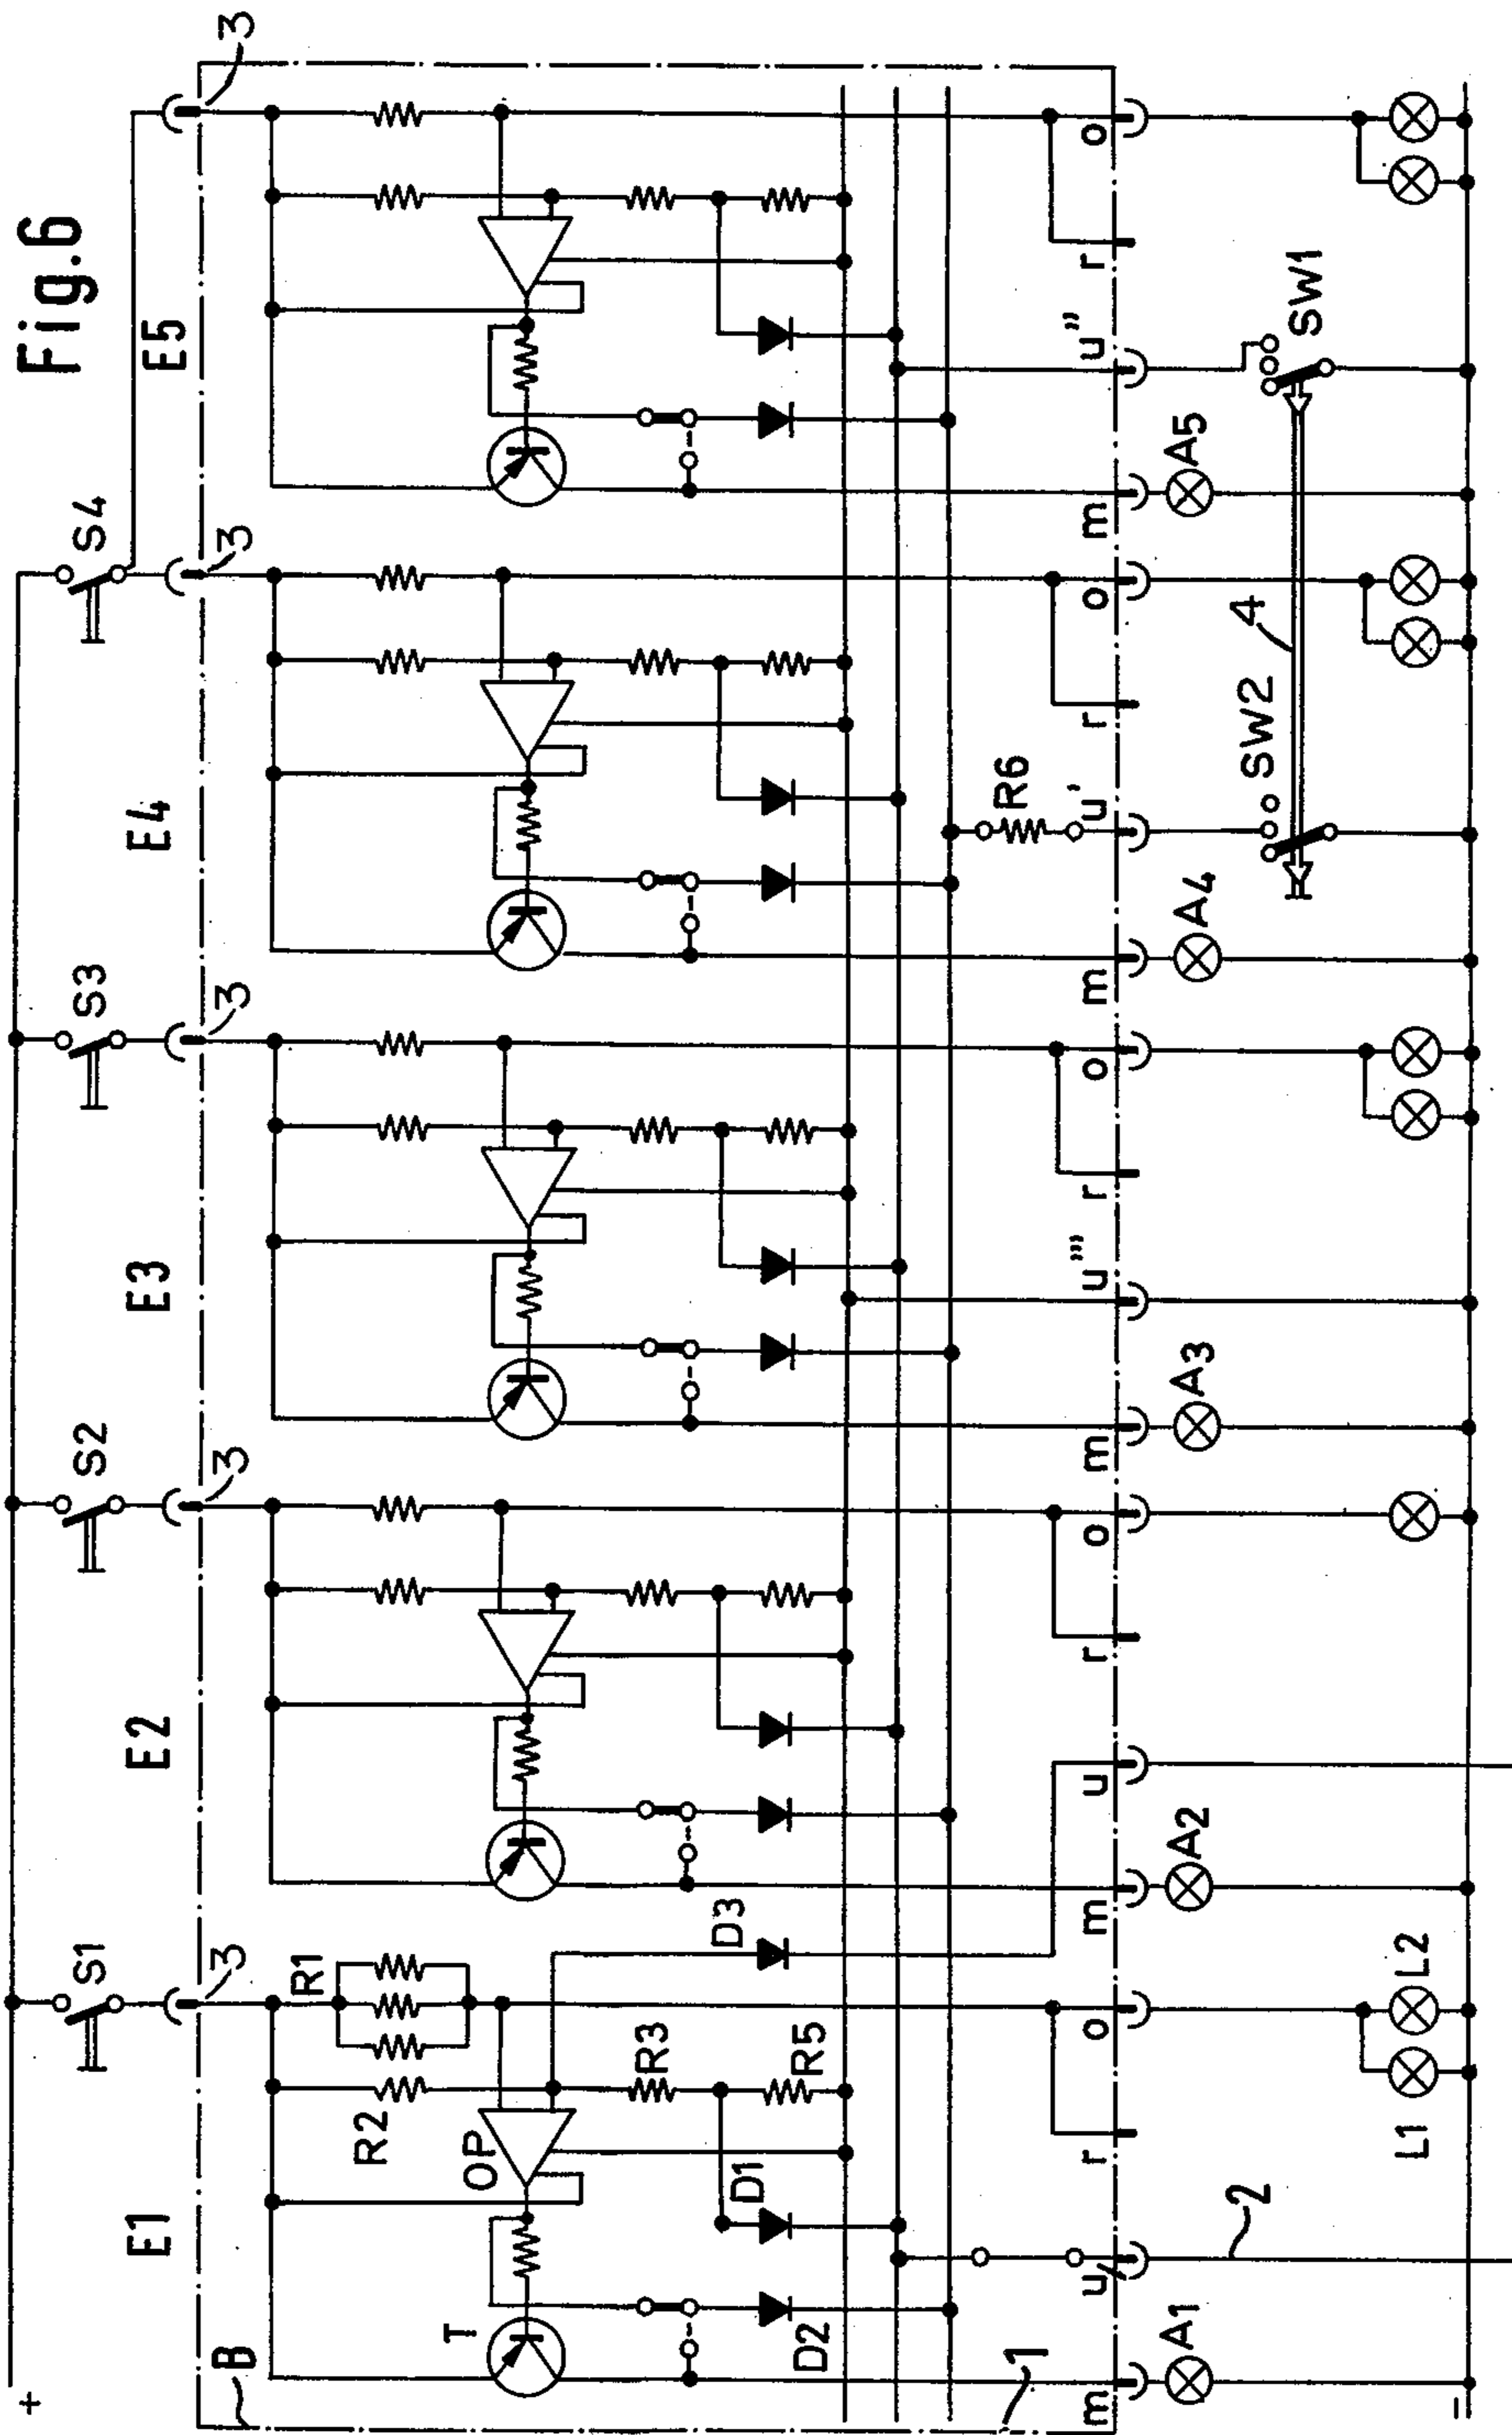 Fig.6
+
S1
S2
S3
S4
E1
E2
E3
E4
E5
B
3
3
3
3
3
R1
R2
OP
T
R3
R5
D1
D2
D3
R6
1
m
u'
r
o
m
u
r
o
m
u'''
r
o
m
u'
r
o
m
u''
r
o
A1
2
L1
L2
A2
A3
A4
SW2
4
A5
SW1
−